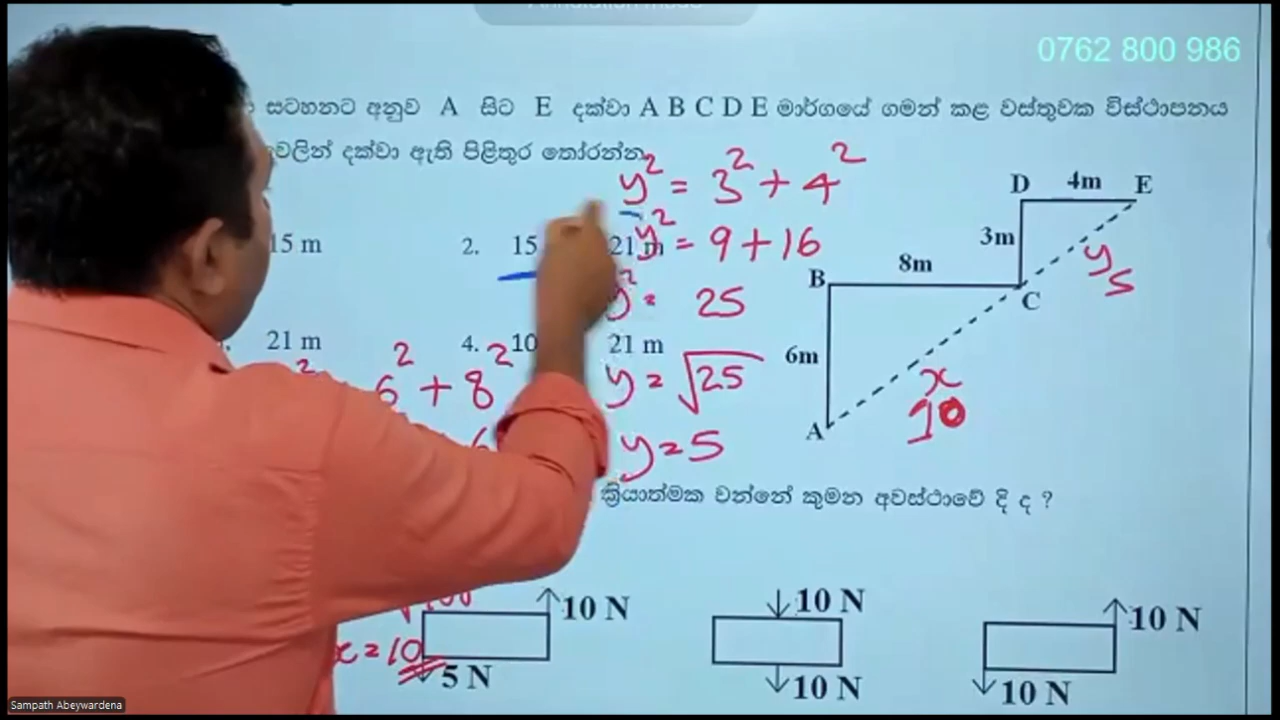 0762 800 986
සටහනට අනුව A සිට E දක්වා A B C D E මාර්ගයේ ගමන් කළ වස්තුවක විස්ථාපනය
දක්වා ඇති පිළිතුර තෝරන්න
y² = 3² + 4²
D 4m E
15 m 2. 15 21 m
y² = 9 + 16
3m y 5
B 8m C
y² = 25
21 m 4. 10 21 m
6m x 10
6² + 8²
y = √25
A
y = 5
ක්‍රියාත්මක වන්නේ කුමන අවස්ථාවේ දි ද ?
10 N 10 N 10 N
x = 10
5 N 10 N 10 N
Sampath Abeywardena